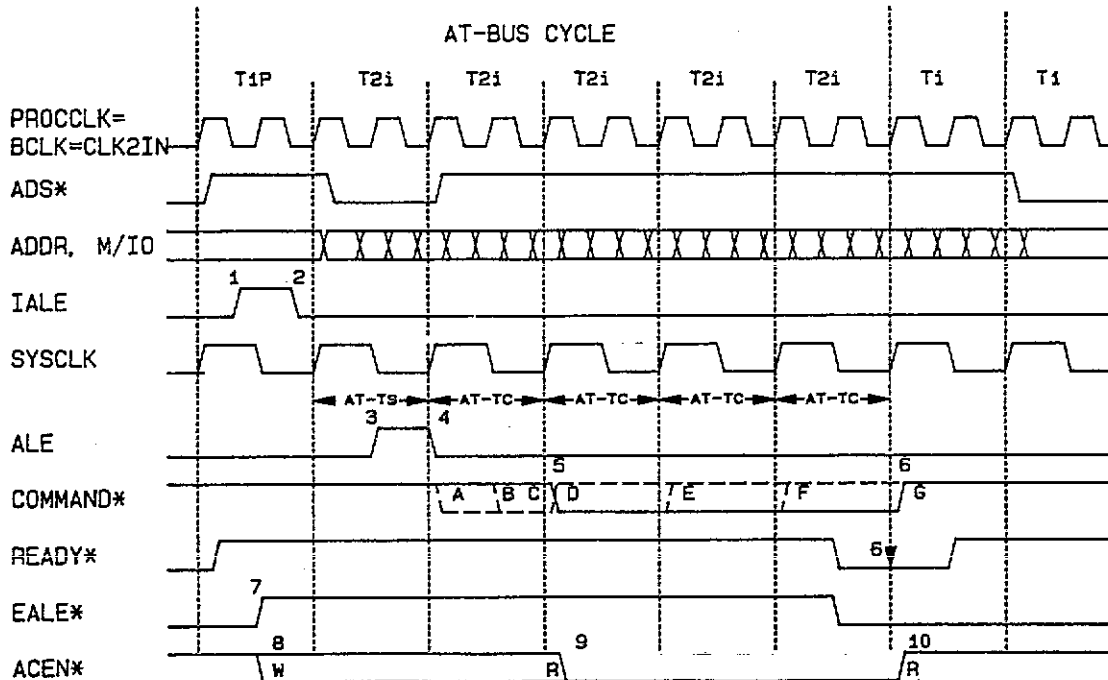 AT-BUS CYCLE
T1P T2i T2i T2i T2i T2i Ti T1
PROCCLK=
BCLK=CLK2IN
ADS*
ADDR, M/IO
1 2
IALE
SYSCLK
AT-TS AT-TC AT-TC AT-TC AT-TC
3 4
ALE
5 6
COMMAND* A B C D E F G
READY* 6
7
EALE*
8 9 10
ACEN* W R R